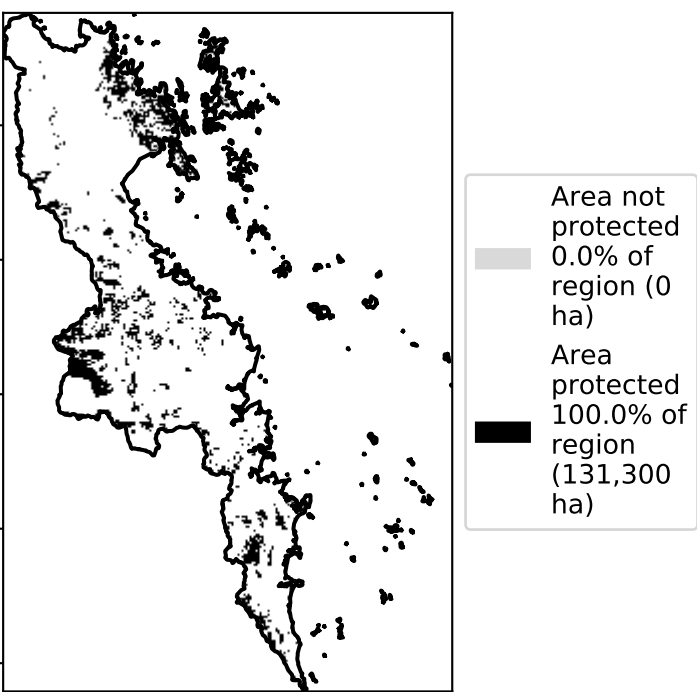 Area not
protected
0.0% of
region (0
ha)
Area
protected
100.0% of
region
(131,300
ha)